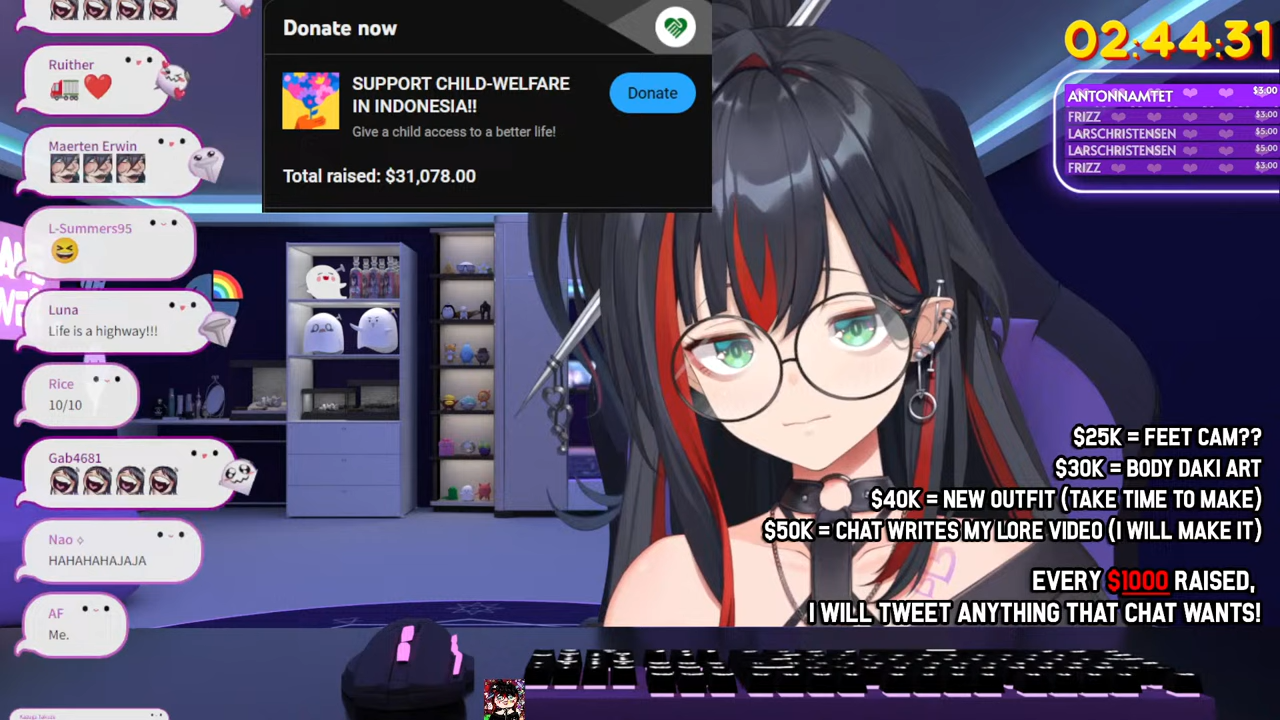 Ruither
Maerten Erwin
L-Summers95
Luna
Life is a highway!!!
Rice
10/10
Gab4681
Nao
HAHAHAHAJAJA
AF
Me.
Donate now
SUPPORT CHILD-WELFARE
IN INDONESIA!!
Give a child access to a better life!
Donate
Total raised: $31,078.00
02:44:31
ANTONNAMTET $3.00
FRIZZ $3.00
LARSCHRISTENSEN $5.00
LARSCHRISTENSEN $5.00
FRIZZ $3.00
$25K = FEET CAM??
$30K = BODY DAKI ART
$40K = NEW OUTFIT (TAKE TIME TO MAKE)
$50K = CHAT WRITES MY LORE VIDEO (I WILL MAKE IT)
EVERY $1000 RAISED,
I WILL TWEET ANYTHING THAT CHAT WANTS!